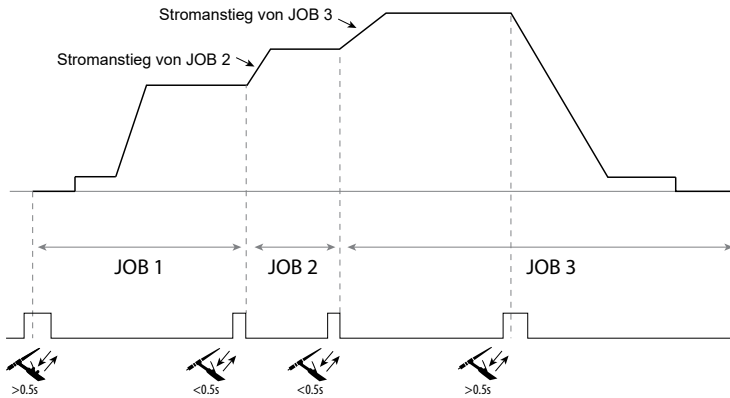 Stromanstieg von JOB 3
Stromanstieg von JOB 2
JOB 1
JOB 2
JOB 3
>0.5s
<0.5s
<0.5s
>0.5s